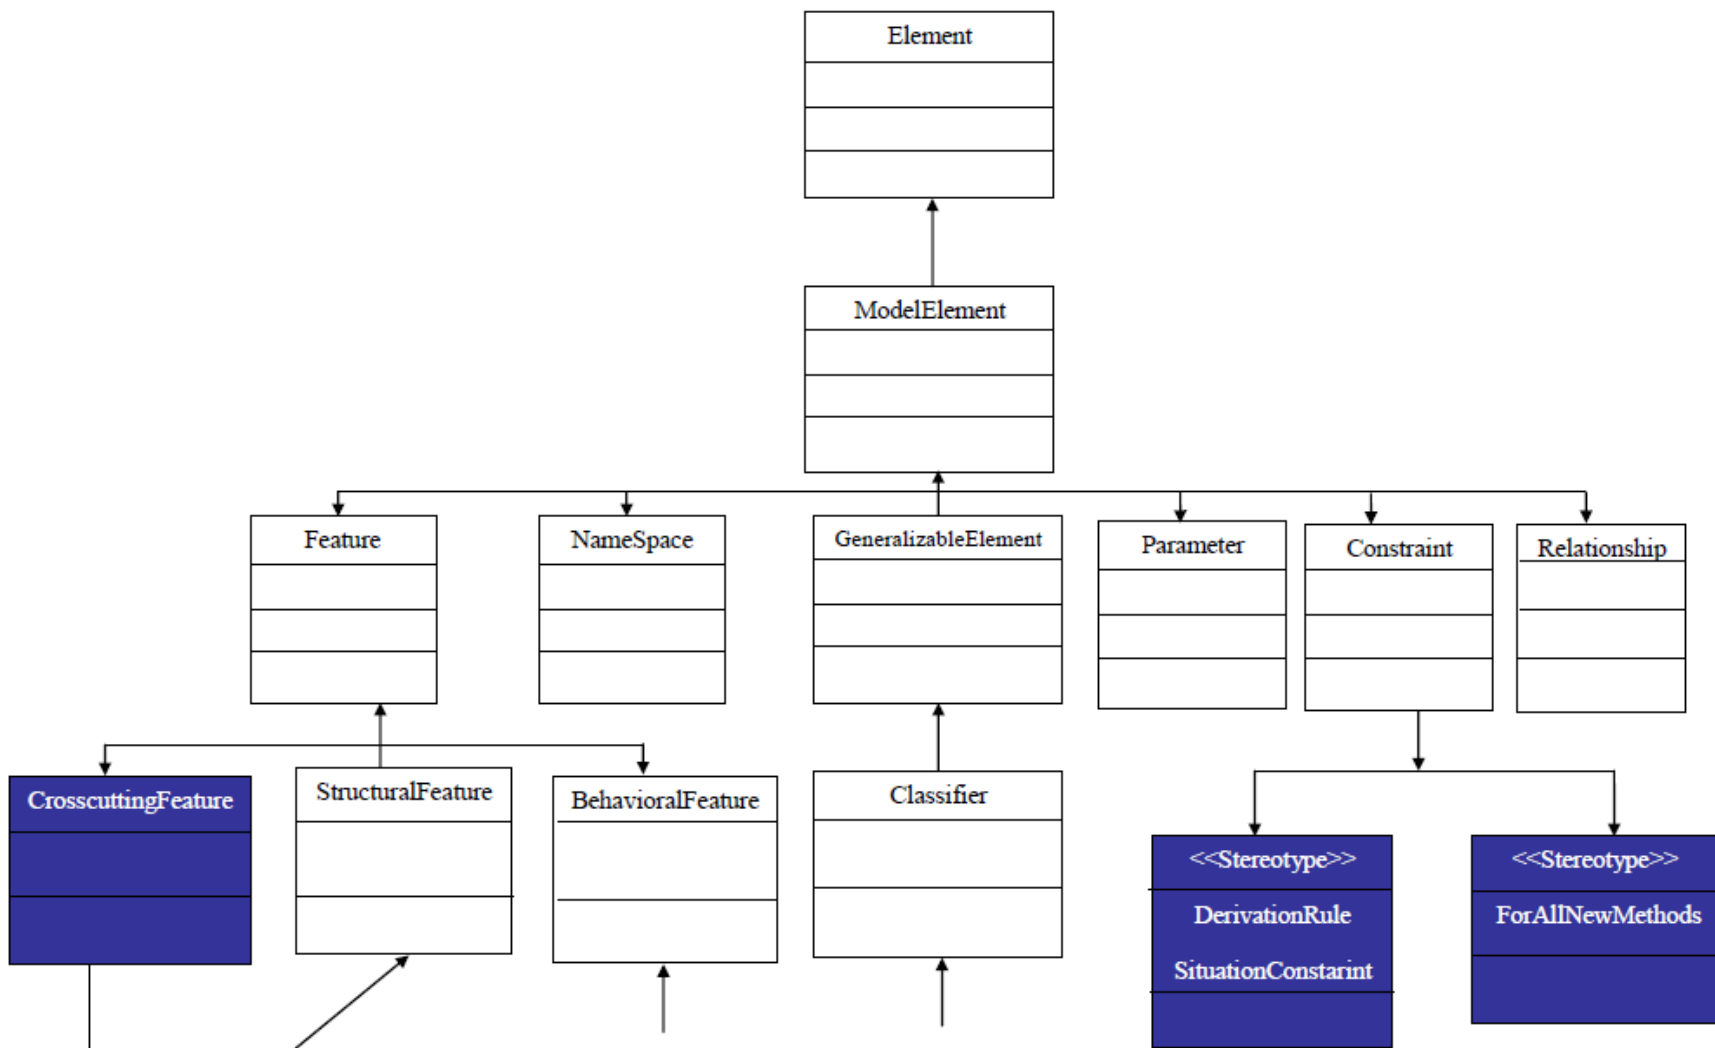 Element
ModelElement
Feature
NameSpace
GeneralizableElement
Parameter
Constraint
Relationship
CrosscuttingFeature
StructuralFeature
BehavioralFeature
Classifier
<<Stereotype>>
DerivationRule
SituationConstarint
<<Stereotype>>
ForAllNewMethods